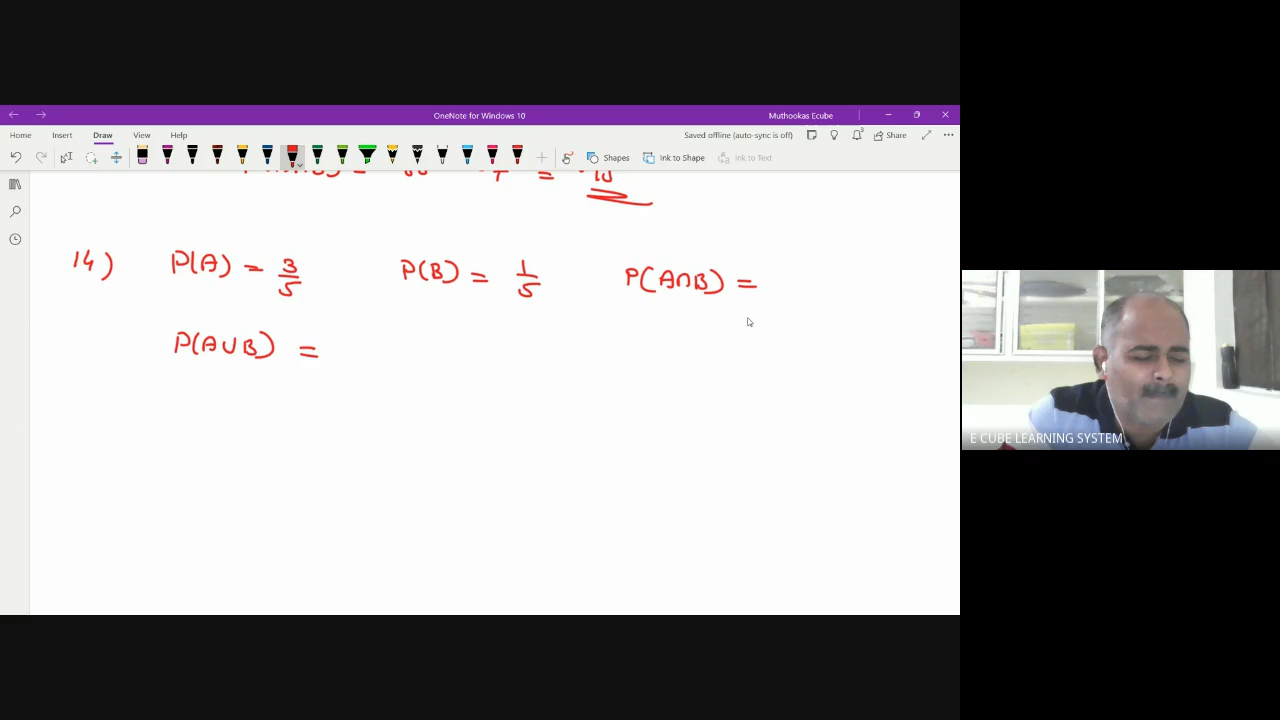 OneNote for Windows 10
Muthookas Ecube
Home Insert Draw View Help
Saved offline (auto-sync is off)
3
Share
Shapes
Ink to Shape
Ink to Text
14) P(A) = 3/5 P(B) = 1/5 P(A∩B) =
P(A∪B) =
E CUBE LEARNING SYSTEM